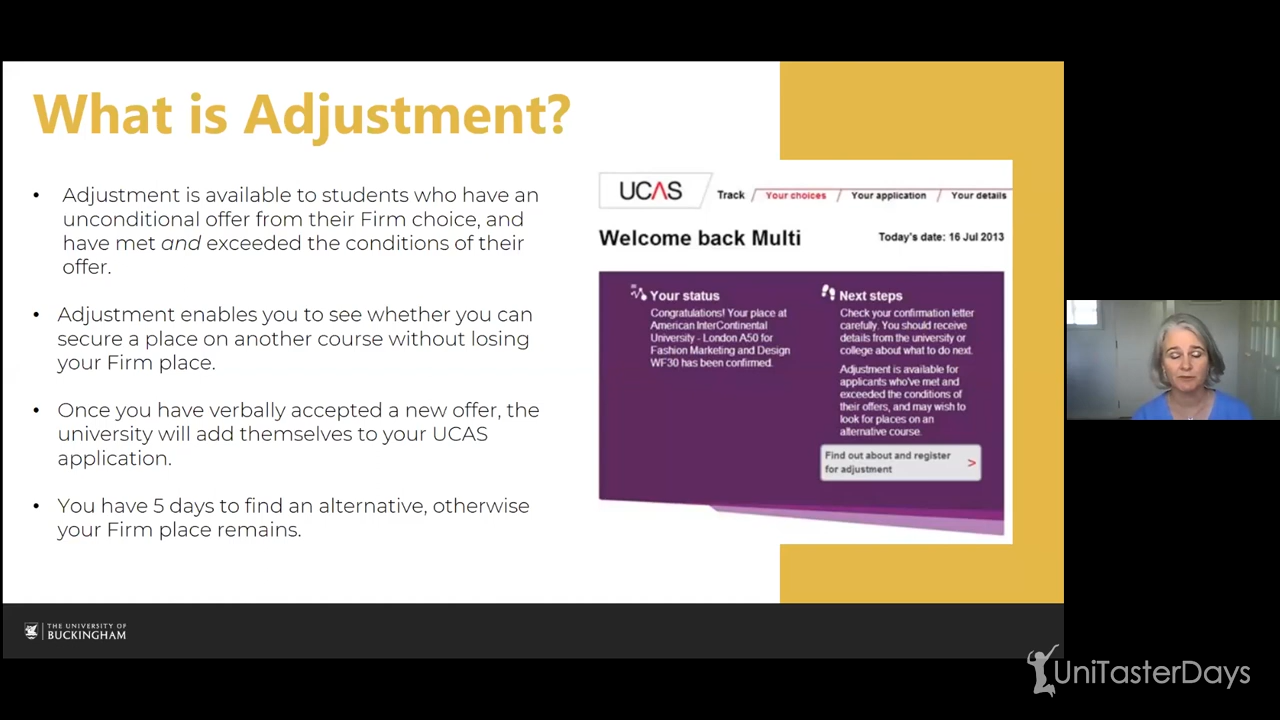 What is Adjustment?
• Adjustment is available to students who have an
unconditional offer from their Firm choice, and
have met and exceeded the conditions of their
offer.
• Adjustment enables you to see whether you can
secure a place on another course without losing
your Firm place.
• Once you have verbally accepted a new offer, the
university will add themselves to your UCAS
application.
• You have 5 days to find an alternative, otherwise
your Firm place remains.
UCAS
Track / Your choices / Your application / Your details
Welcome back Multi
Today's date: 16 Jul 2013
Your status
Congratulations! Your place at
American InterContinental
University - London A50 for
Fashion Marketing and Design
WF30 has been confirmed.
Next steps
Check your confirmation letter
carefully. You should receive
details from the university or
college about what to do next.
Adjustment is available for
applicants who've met and
exceeded the conditions of
their offers, and may wish to
look for places on an
alternative course.
Find out about and register
for adjustment >
THE UNIVERSITY OF
BUCKINGHAM
UniTasterDays